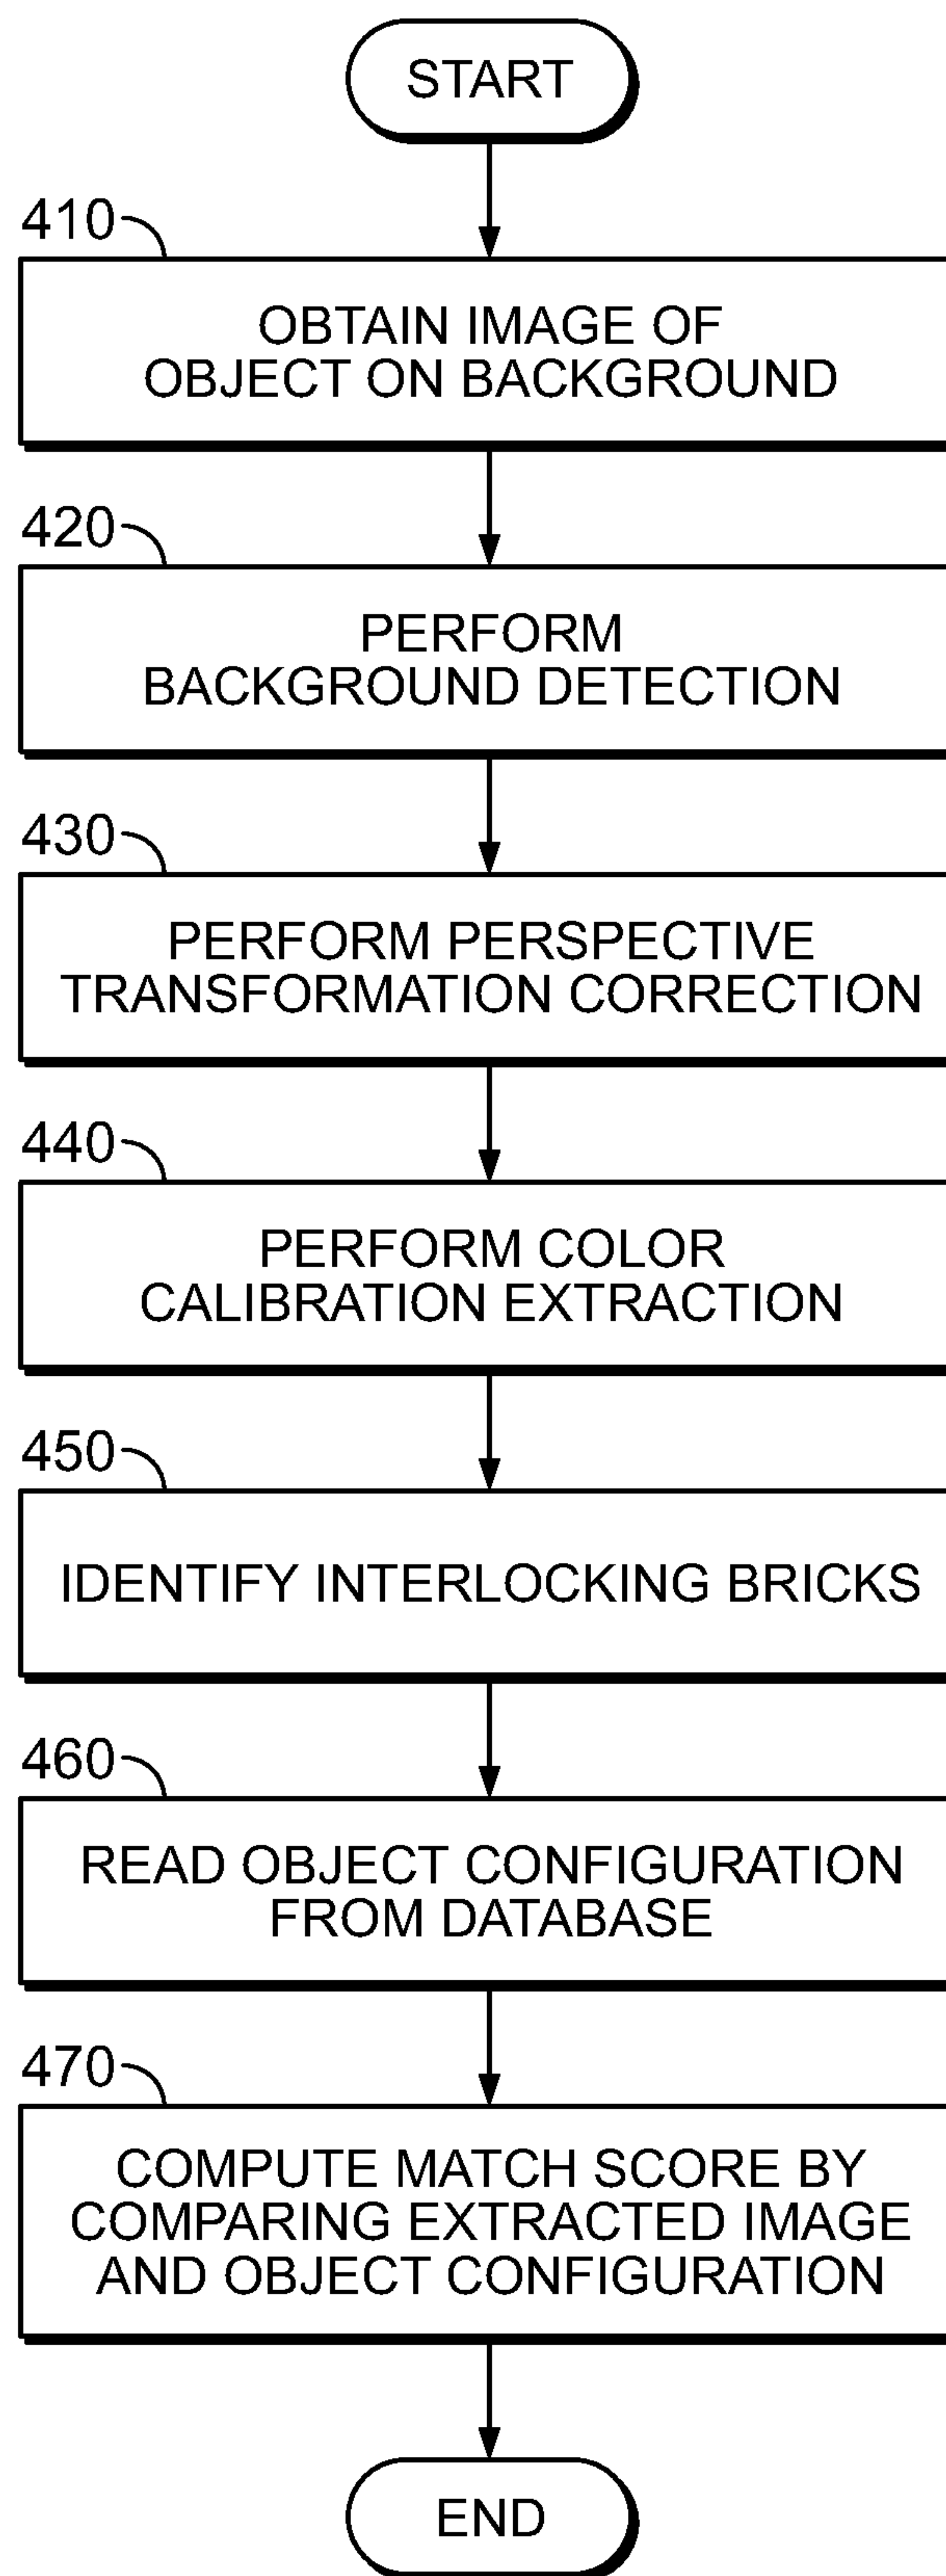 START
410
OBTAIN IMAGE OF
OBJECT ON BACKGROUND
420
PERFORM
BACKGROUND DETECTION
430
PERFORM PERSPECTIVE
TRANSFORMATION CORRECTION
440
PERFORM COLOR
CALIBRATION EXTRACTION
450
IDENTIFY INTERLOCKING BRICKS
460
READ OBJECT CONFIGURATION
FROM DATABASE
470
COMPUTE MATCH SCORE BY
COMPARING EXTRACTED IMAGE
AND OBJECT CONFIGURATION
END